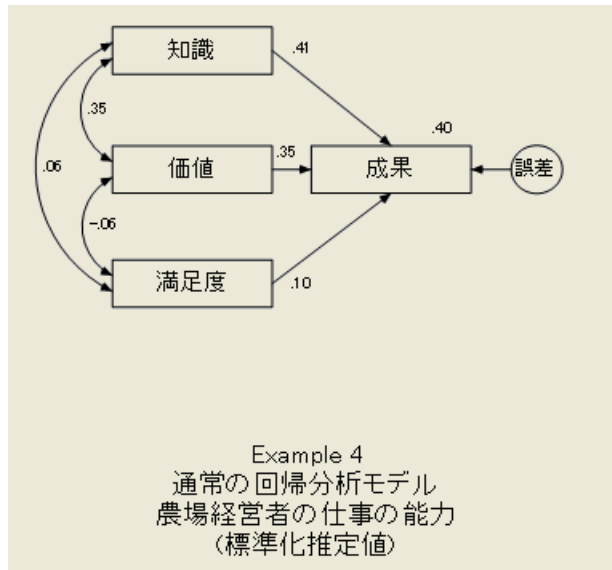 知識
.41
.35
.40
.06
価値
.35
成果
誤差
-.06
満足度
.10
Example 4
通常の回帰分析モデル
農場経営者の仕事の能力
(標準化推定値)